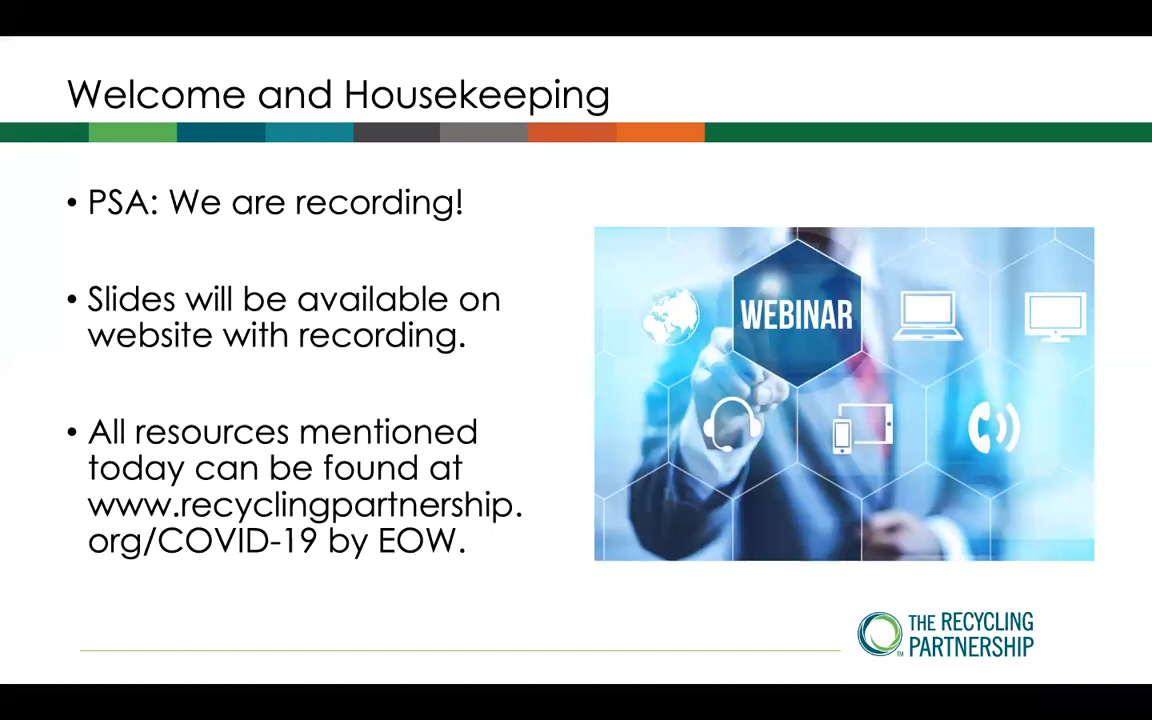 Welcome and Housekeeping
• PSA: We are recording!
• Slides will be available on
website with recording.
• All resources mentioned
today can be found at
www.recyclingpartnership.
org/COVID-19 by EOW.
WEBINAR
THE RECYCLING
PARTNERSHIP
TM